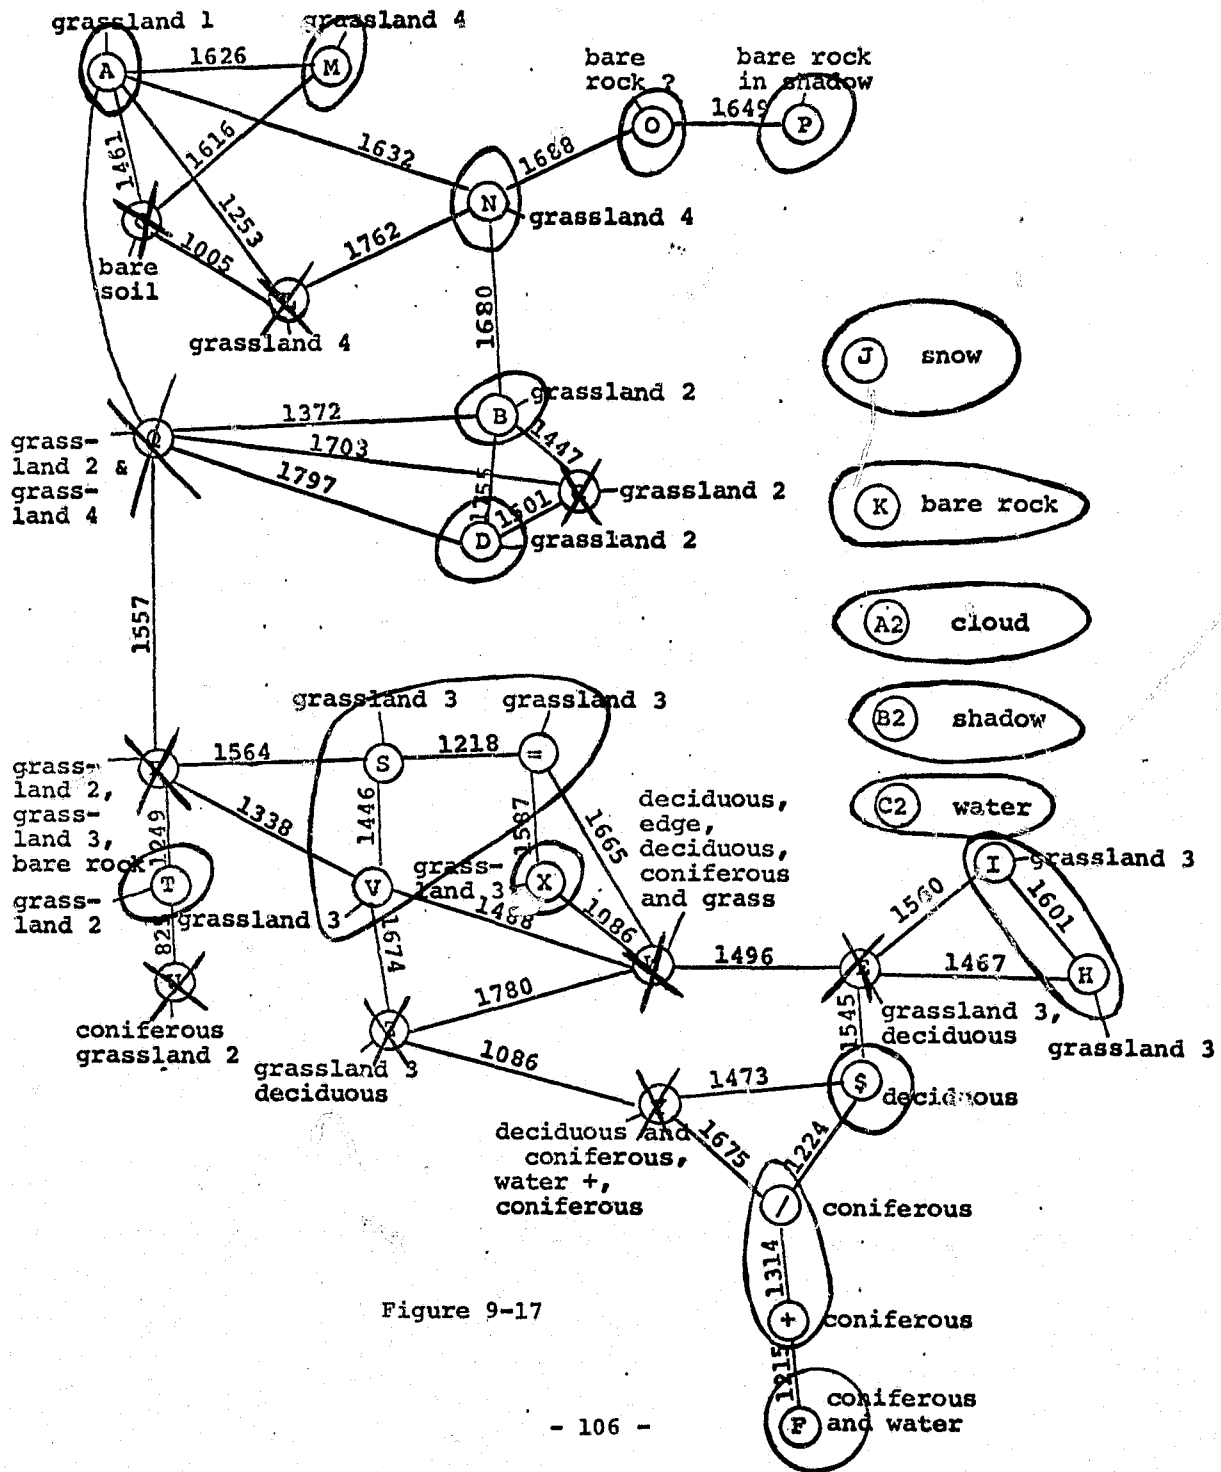 grassland 1
grassland 4
A
1626
M
bare
rock ?
bare rock
in shadow
O
1649
P
1461
1616
1632
1688
1253
N
grassland 4
1005
1762
bare
soil
grassland 4
1680
J
snow
B
grassland 2
1372
1447
1703
grass-
land 2 &
grass-
land 4
1797
grassland 2
1501
D
grassland 2
K
bare rock
1557
A2
cloud
B2
shadow
grassland 3
grassland 3
1564
S
1218
=
grass-
land 2,
grass-
land 3,
bare rock
1249
1338
1446
1587
1665
deciduous,
edge,
deciduous,
coniferous
and grass
C2
water
I
grassland 3
T
grass-
land 2
V
grassland 3
grass-
land 3
X
1488
1086
1560
1601
1674
1496
1467
H
coniferous
grassland 2
1780
grassland 3,
deciduous
1545
grassland 3
grassland 3
deciduous
1086
1473
$
deciduous
deciduous and
coniferous,
water +,
coniferous
1675
1224
/
coniferous
1314
Figure 9-17
+
coniferous
1215
F
coniferous
and water
- 106 -